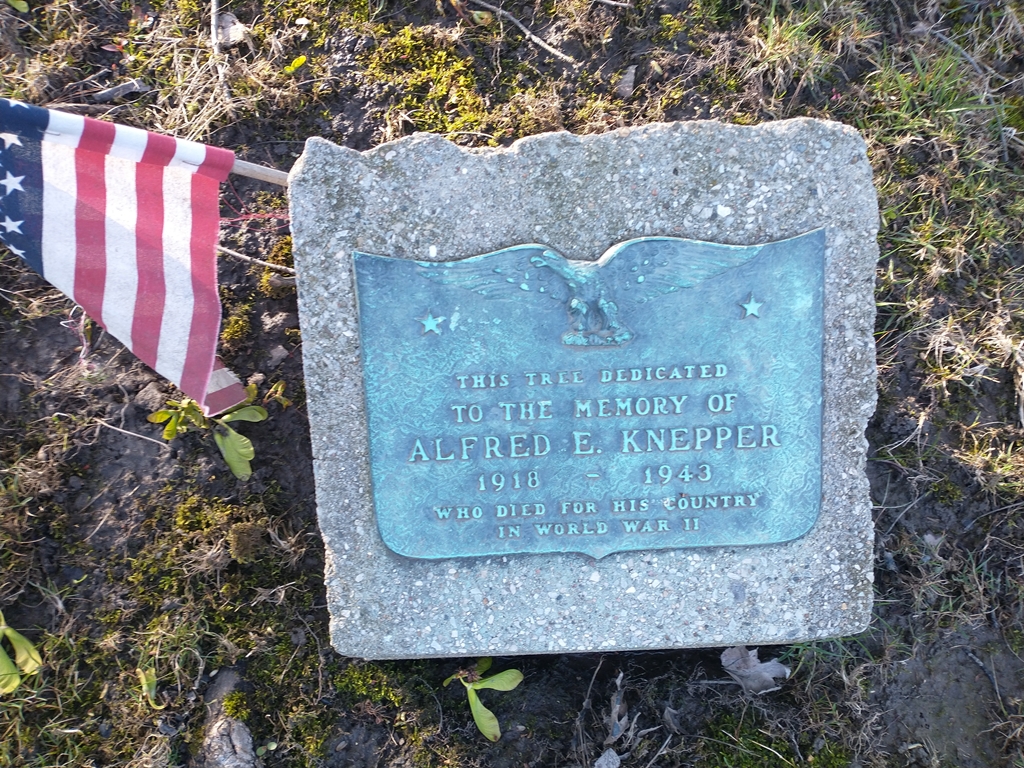 THIS TREE DEDICATED
TO THE MEMORY OF
ALFRED E. KNEPPER
1918 - 1943
WHO DIED FOR HIS COUNTRY
IN WORLD WAR II